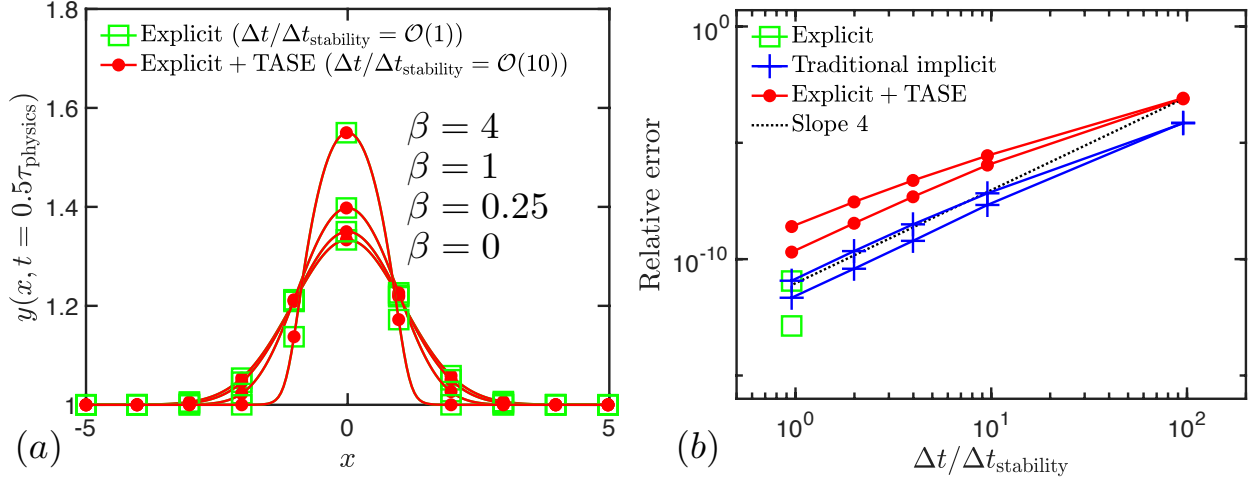 1.8
1.6
1.4
1.2
1
-5
0
5
y(x, t = 0.5τ_physics)
x
(a)
Explicit (Δt/Δt_stability = 𝒪(1))
Explicit + TASE (Δt/Δt_stability = 𝒪(10))
β = 4
β = 1
β = 0.25
β = 0
10^0
10^-10
Relative error
Explicit
Traditional implicit
Explicit + TASE
Slope 4
10^0
10^1
10^2
Δt/Δt_stability
(b)